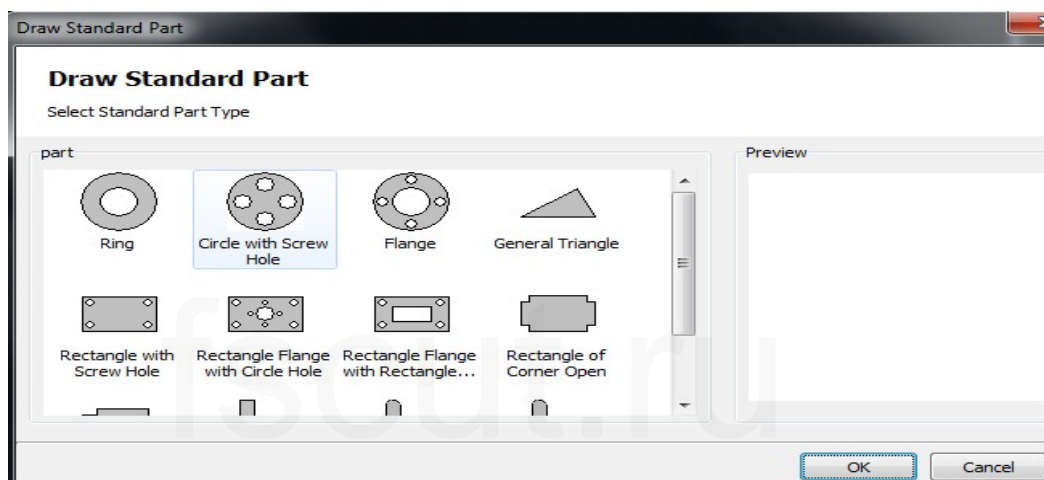 Draw Standard Part
Draw Standard Part
Select Standard Part Type
part
Preview
Ring
Circle with Screw
Hole
Flange
General Triangle
Rectangle with
Screw Hole
Rectangle Flange
with Circle Hole
Rectangle Flange
with Rectangle...
Rectangle of
Corner Open
fscut.ru
OK
Cancel